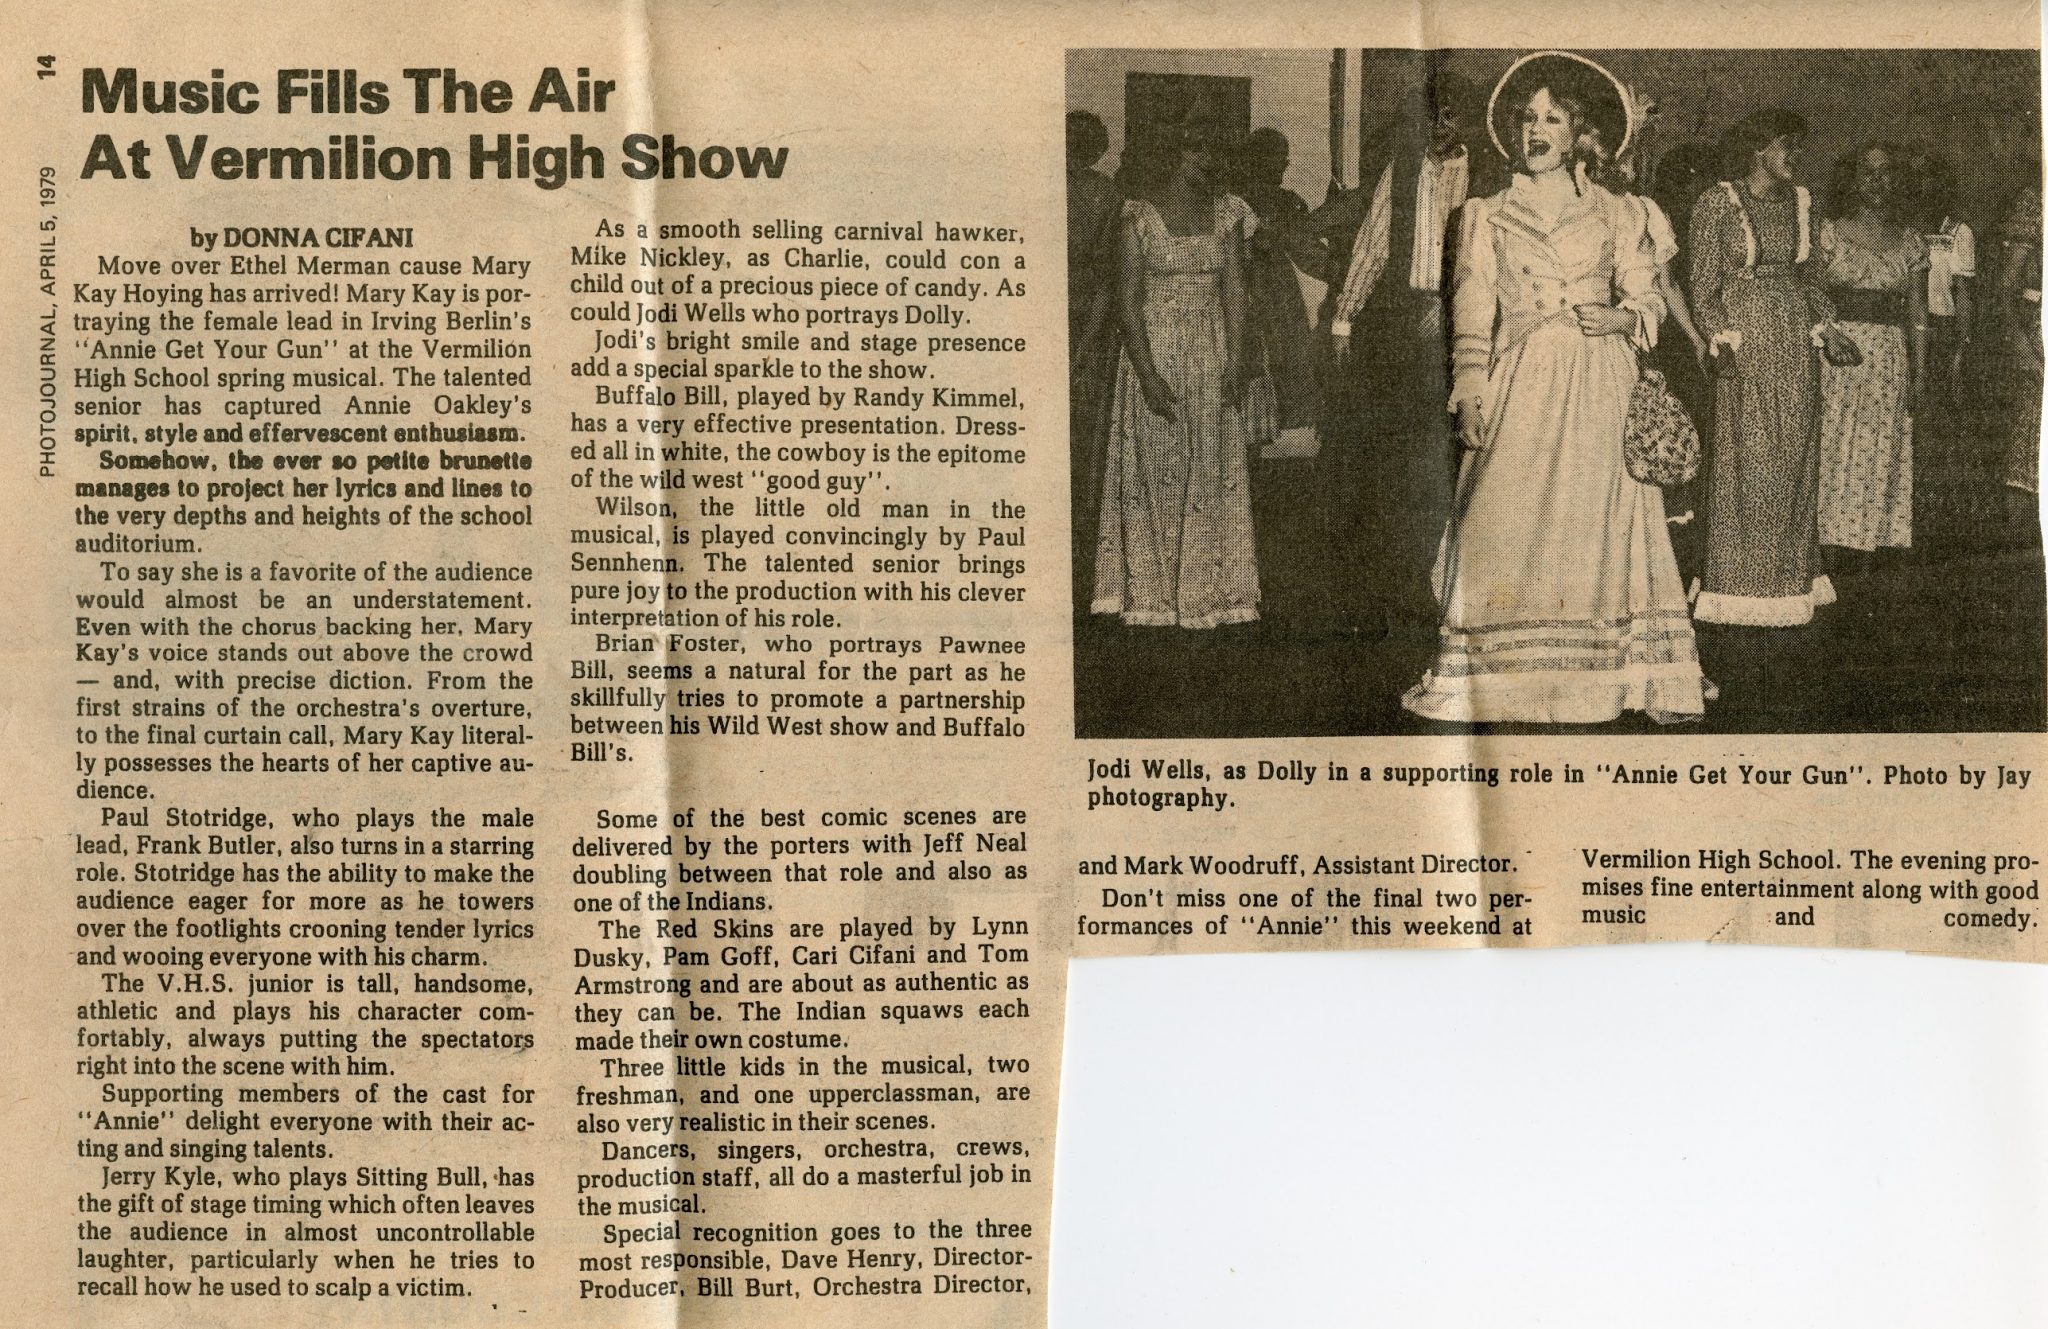 14
PHOTOJOURNAL, APRIL 5, 1979
Music Fills The Air
At Vermilion High Show
by DONNA CIFANI
Move over Ethel Merman cause Mary
Kay Hoying has arrived! Mary Kay is por-
traying the female lead in Irving Berlin's
"Annie Get Your Gun" at the Vermilion
High School spring musical. The talented
senior has captured Annie Oakley's
spirit, style and effervescent enthusiasm.
Somehow, the ever so petite brunette
manages to project her lyrics and lines to
the very depths and heights of the school
auditorium.
To say she is a favorite of the audience
would almost be an understatement.
Even with the chorus backing her, Mary
Kay's voice stands out above the crowd
— and, with precise diction. From the
first strains of the orchestra's overture,
to the final curtain call, Mary Kay literal-
ly possesses the hearts of her captive au-
dience.
Paul Stotridge, who plays the male
lead, Frank Butler, also turns in a starring
role. Stotridge has the ability to make the
audience eager for more as he towers
over the footlights crooning tender lyrics
and wooing everyone with his charm.
The V.H.S. junior is tall, handsome,
athletic and plays his character com-
fortably, always putting the spectators
right into the scene with him.
Supporting members of the cast for
"Annie" delight everyone with their ac-
ting and singing talents.
Jerry Kyle, who plays Sitting Bull, has
the gift of stage timing which often leaves
the audience in almost uncontrollable
laughter, particularly when he tries to
recall how he used to scalp a victim.
As a smooth selling carnival hawker,
Mike Nickley, as Charlie, could con a
child out of a precious piece of candy. As
could Jodi Wells who portrays Dolly.
Jodi's bright smile and stage presence
add a special sparkle to the show.
Buffalo Bill, played by Randy Kimmel,
has a very effective presentation. Dress-
ed all in white, the cowboy is the epitome
of the wild west "good guy".
Wilson, the little old man in the
musical, is played convincingly by Paul
Sennhenn. The talented senior brings
pure joy to the production with his clever
interpretation of his role.
Brian Foster, who portrays Pawnee
Bill, seems a natural for the part as he
skillfully tries to promote a partnership
between his Wild West show and Buffalo
Bill's.
Some of the best comic scenes are
delivered by the porters with Jeff Neal
doubling between that role and also as
one of the Indians.
The Red Skins are played by Lynn
Dusky, Pam Goff, Cari Cifani and Tom
Armstrong and are about as authentic as
they can be. The Indian squaws each
made their own costume.
Three little kids in the musical, two
freshman, and one upperclassman, are
also very realistic in their scenes.
Dancers, singers, orchestra, crews,
production staff, all do a masterful job in
the musical.
Special recognition goes to the three
most responsible, Dave Henry, Director-
Producer, Bill Burt, Orchestra Director,
Jodi Wells, as Dolly in a supporting role in "Annie Get Your Gun". Photo by Jay
photography.
and Mark Woodruff, Assistant Director.
Don't miss one of the final two per-
formances of "Annie" this weekend at
Vermilion High School. The evening pro-
mises fine entertainment along with good
music and comedy.